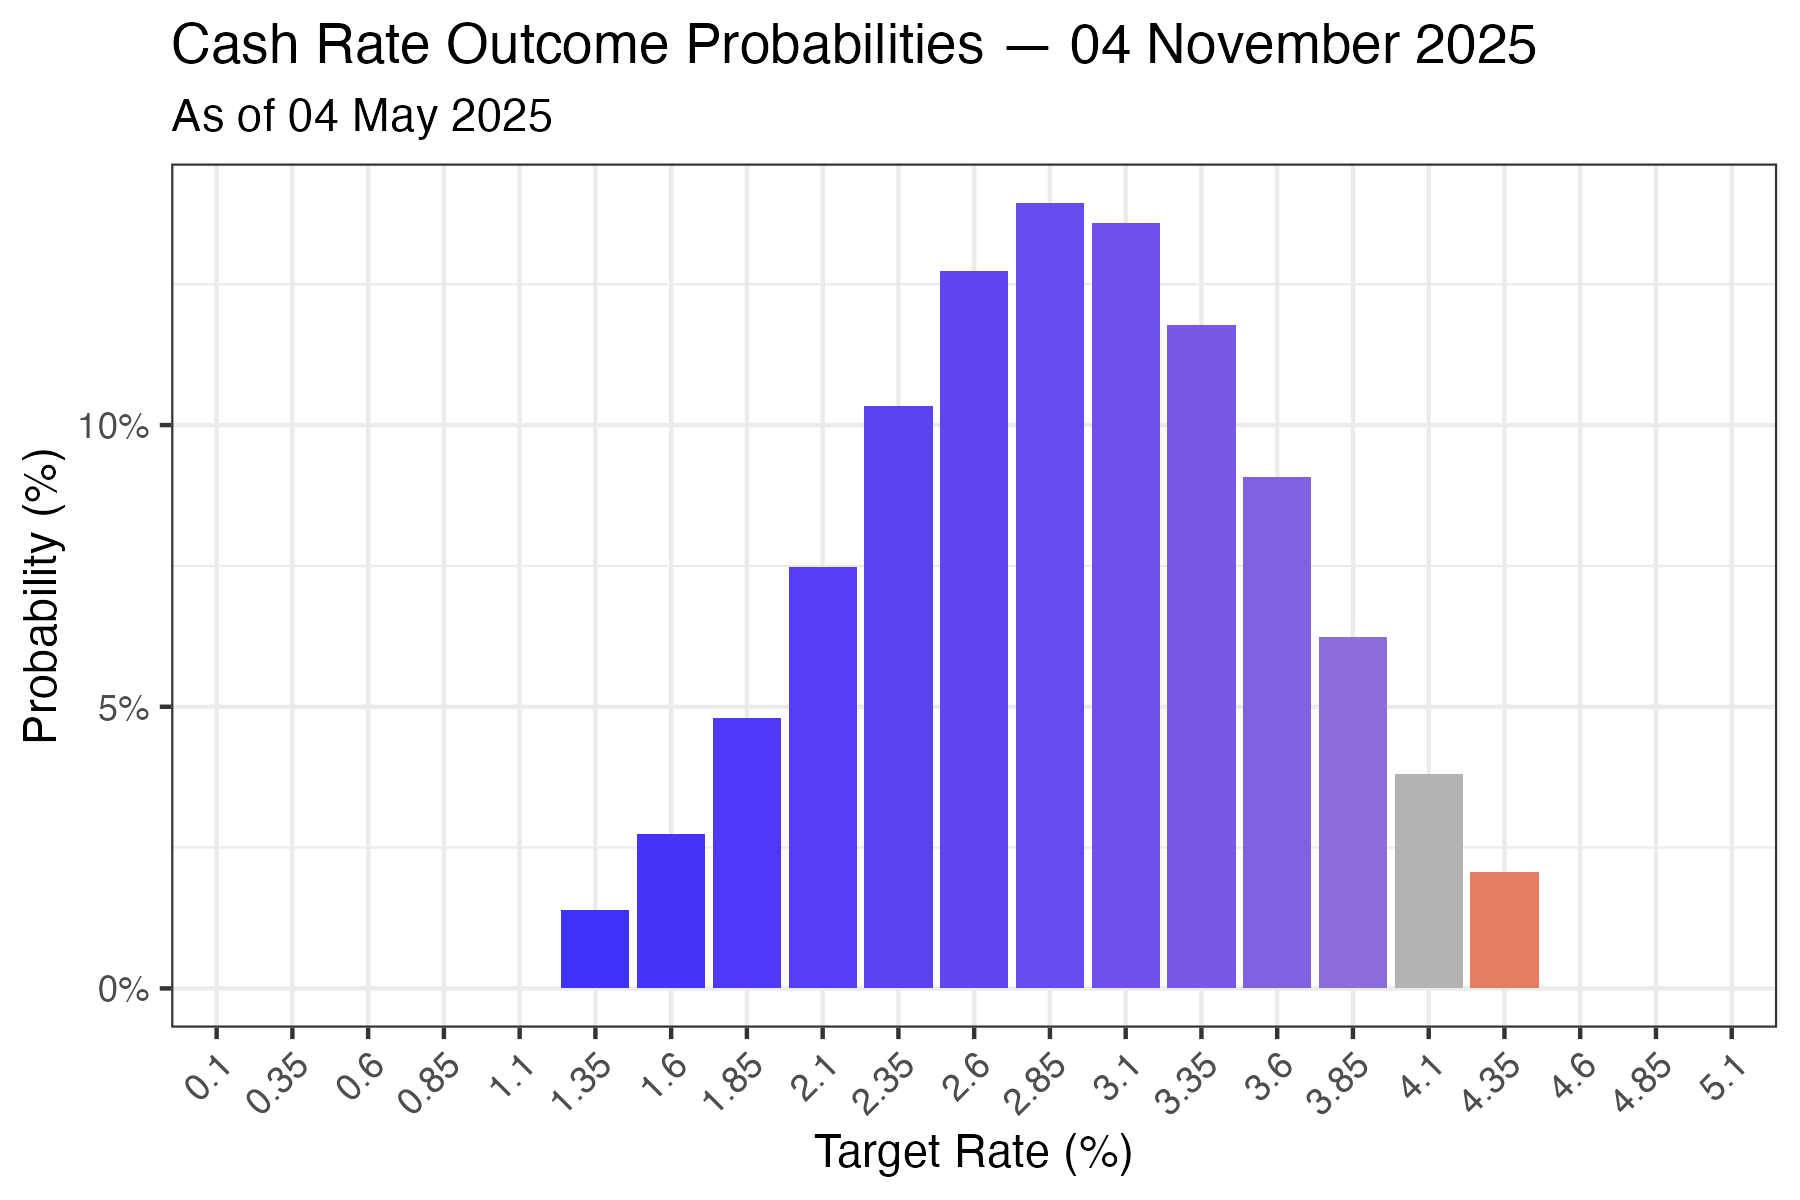 Cash Rate Outcome Probabilities — 04 November 2025
As of 04 May 2025
Probability (%)
10%
5%
0%
0.1 0.35 0.6 0.85 1.1 1.35 1.6 1.85 2.1 2.35 2.6 2.85 3.1 3.35 3.6 3.85 4.1 4.35 4.6 4.85 5.1
Target Rate (%)